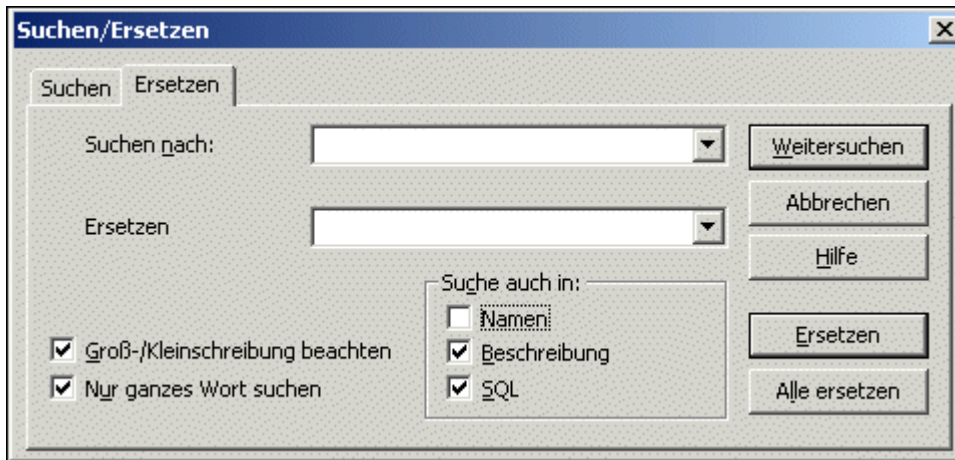 Suchen/Ersetzen
Suchen Ersetzen
Suchen nach:
Weitersuchen
Abbrechen
Ersetzen
Hilfe
Suche auch in:
Namen
Ersetzen
Groß-/Kleinschreibung beachten
Beschreibung
Nur ganzes Wort suchen
SQL
Alle ersetzen